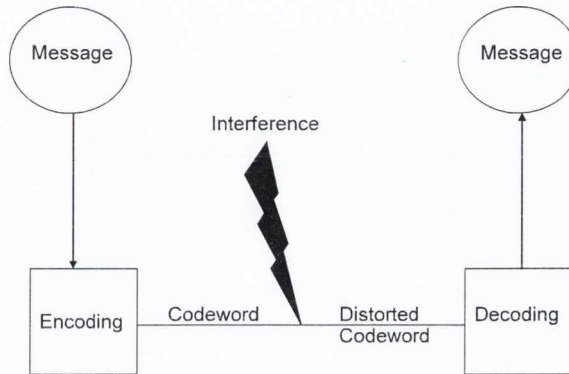 Message
Message
Interference
Encoding
Codeword
Distorted
Codeword
Decoding